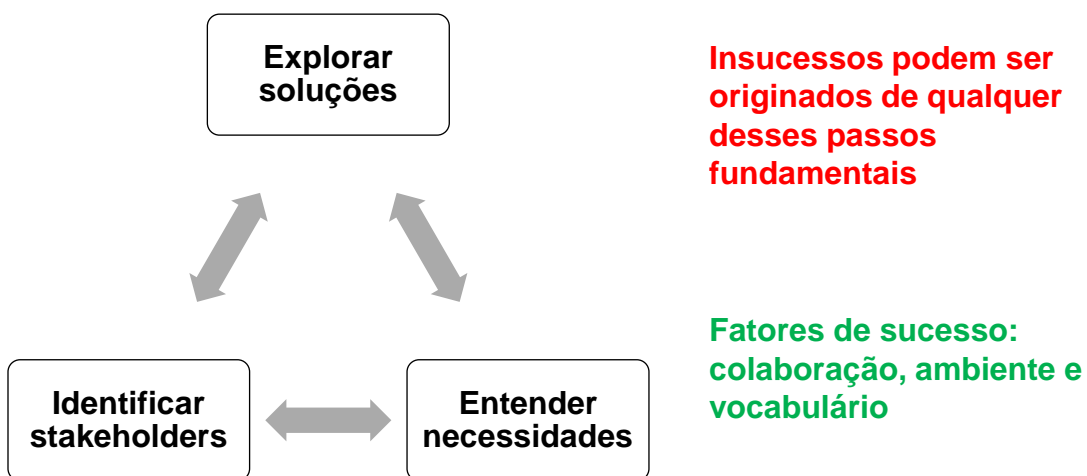 Explorar
soluções
Insucessos podem ser
originados de qualquer
desses passos
fundamentais
Fatores de sucesso:
colaboração, ambiente e
vocabulário
Identificar
stakeholders
Entender
necessidades